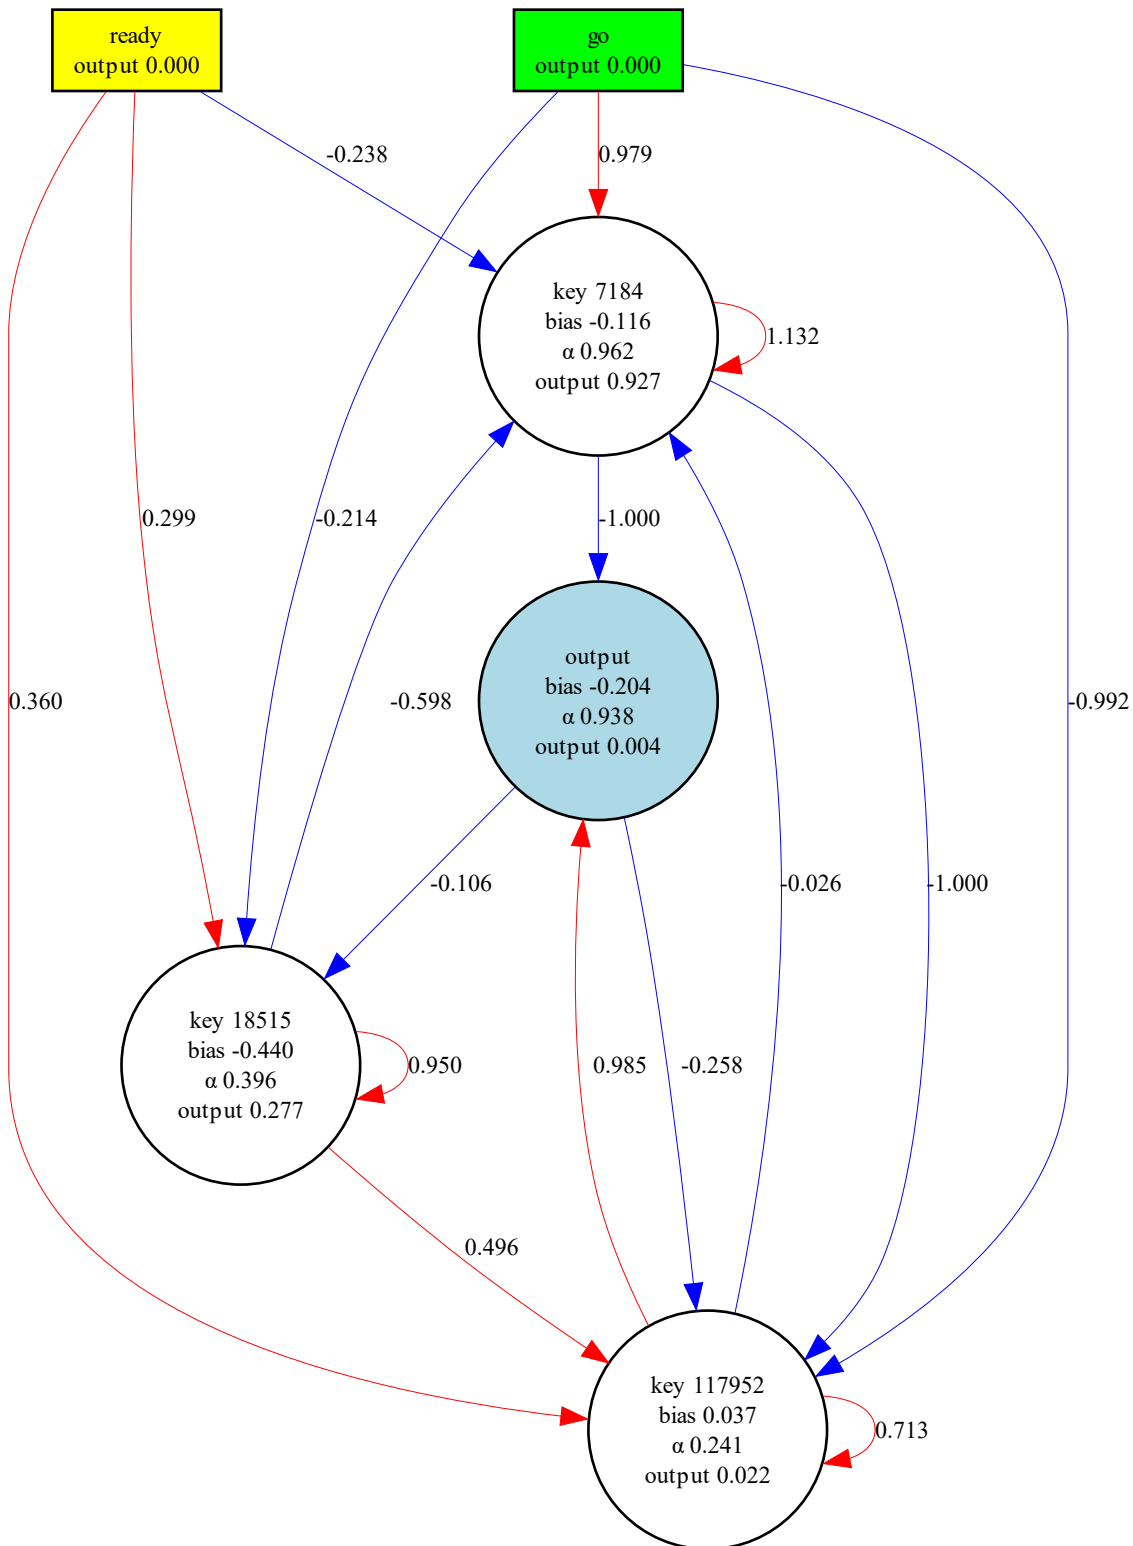 ready
output 0.000
go
output 0.000
-0.238
0.979
key 7184
bias -0.116
α 0.962
output 0.927
1.132
0.299
-0.214
-1.000
output
bias -0.204
α 0.938
output 0.004
0.360
-0.598
-0.992
-0.106
-0.026
-1.000
key 18515
bias -0.440
α 0.396
output 0.277
0.950
0.985
-0.258
0.496
key 117952
bias 0.037
α 0.241
output 0.022
0.713